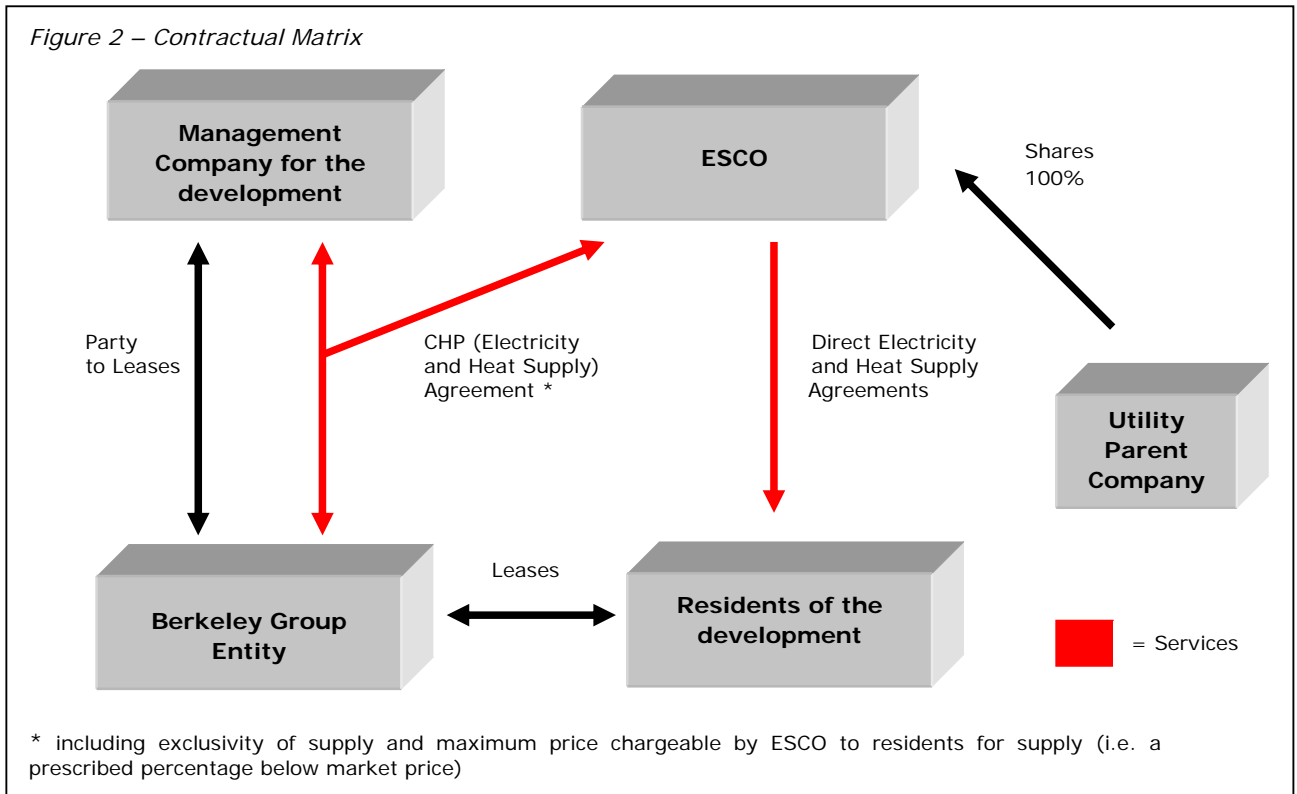 Figure 2 – Contractual Matrix
Management
Company for the
development
ESCO
Shares
100%
Party
to Leases
CHP (Electricity
and Heat Supply)
Agreement *
Direct Electricity
and Heat Supply
Agreements
Utility
Parent
Company
Leases
Berkeley Group
Entity
Residents of the
development
= Services
* including exclusivity of supply and maximum price chargeable by ESCO to residents for supply (i.e. a
prescribed percentage below market price)